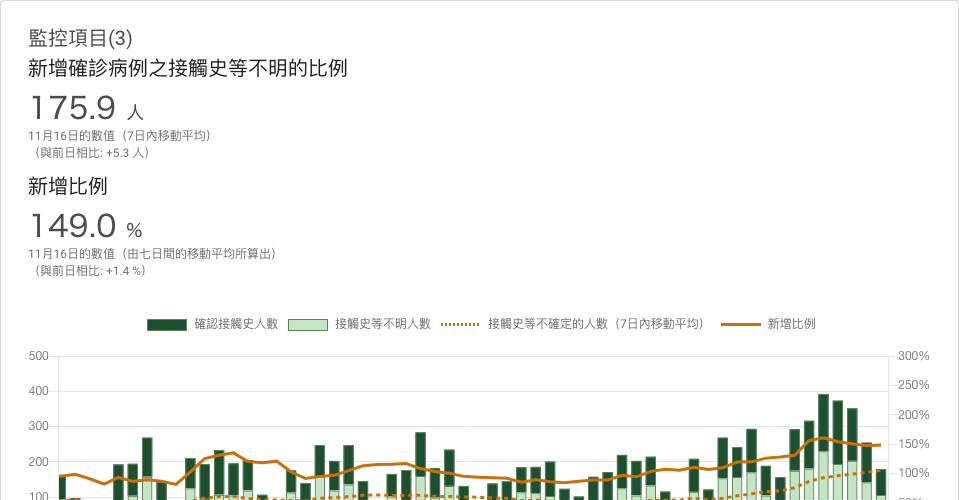 監控項目(3)
新增確診病例之接觸史等不明的比例
175.9 人
11月16日的數值（7日內移動平均）
（與前日相比: +5.3 人）
新增比例
149.0 %
11月16日的數值（由七日間的移動平均所算出）
（與前日相比: +1.4 %）
確認接觸史人數 接觸史等不明人數 接觸史等不確定的人數（7日內移動平均） 新增比例
500 300%
250%
400
200%
300
150%
200
100%
100